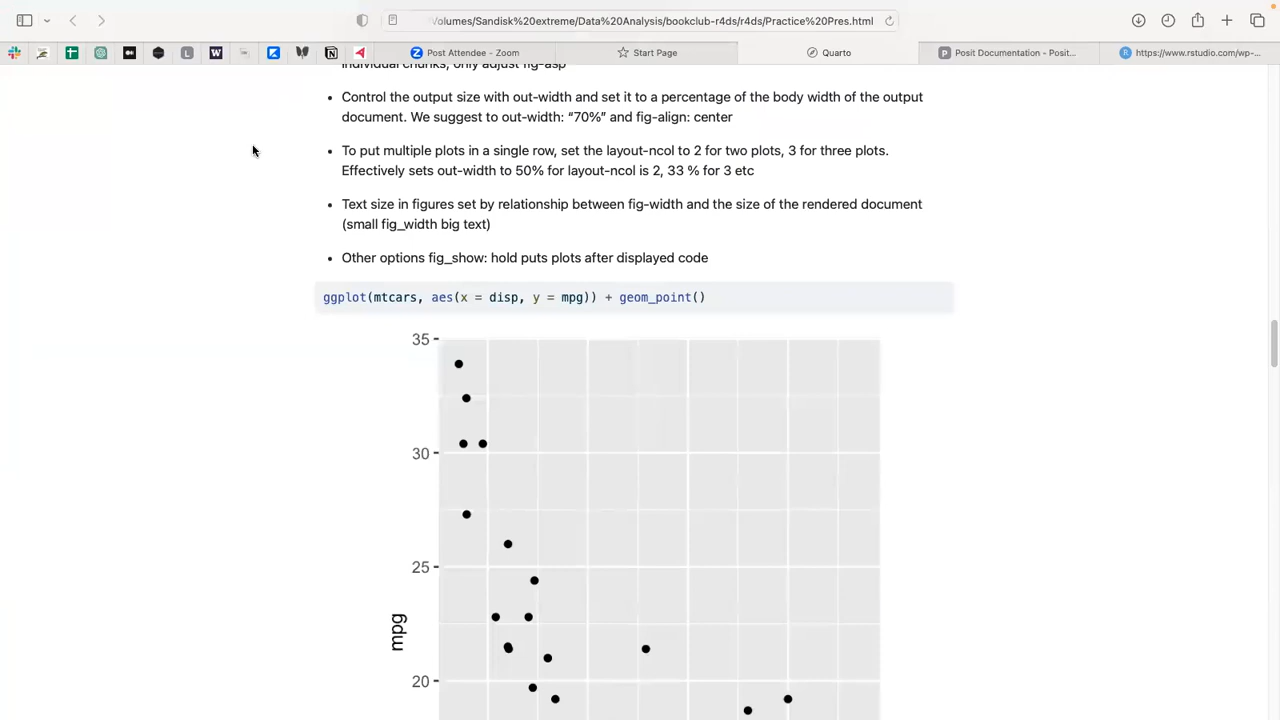 Volumes/Sandisk%20extreme/Data%20Analysis/bookclub-r4ds/r4ds/Practice%20Pres.html
Post Attendee - Zoom
Start Page
Quarto
Posit Documentation - Posit...
https://www.rstudio.com/wp-...
individual chunks, only adjust fig-asp
• Control the output size with out-width and set it to a percentage of the body width of the output
document. We suggest to out-width: “70%” and fig-align: center
• To put multiple plots in a single row, set the layout-ncol to 2 for two plots, 3 for three plots.
Effectively sets out-width to 50% for layout-ncol is 2, 33 % for 3 etc
• Text size in figures set by relationship between fig-width and the size of the rendered document
(small fig_width big text)
• Other options fig_show: hold puts plots after displayed code
ggplot(mtcars, aes(x = disp, y = mpg)) + geom_point()
35
30
25
mpg
20